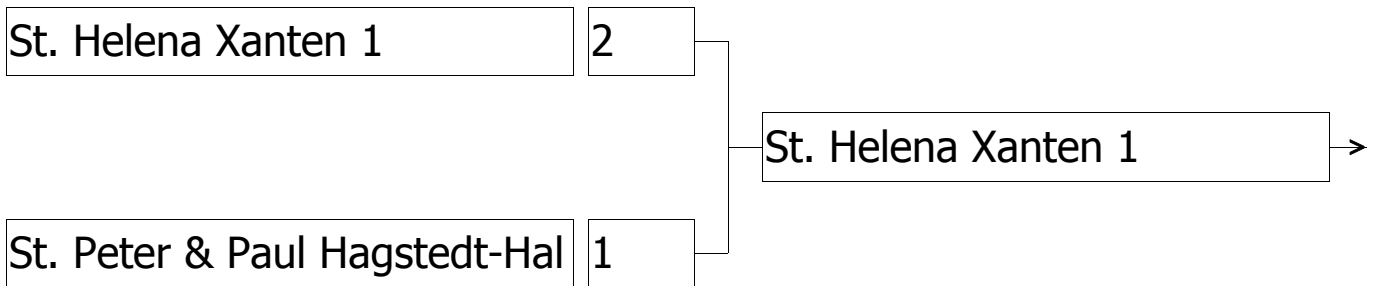 St. Helena Xanten 1
2
St. Helena Xanten 1
St. Peter & Paul Hagstedt-Hal
1